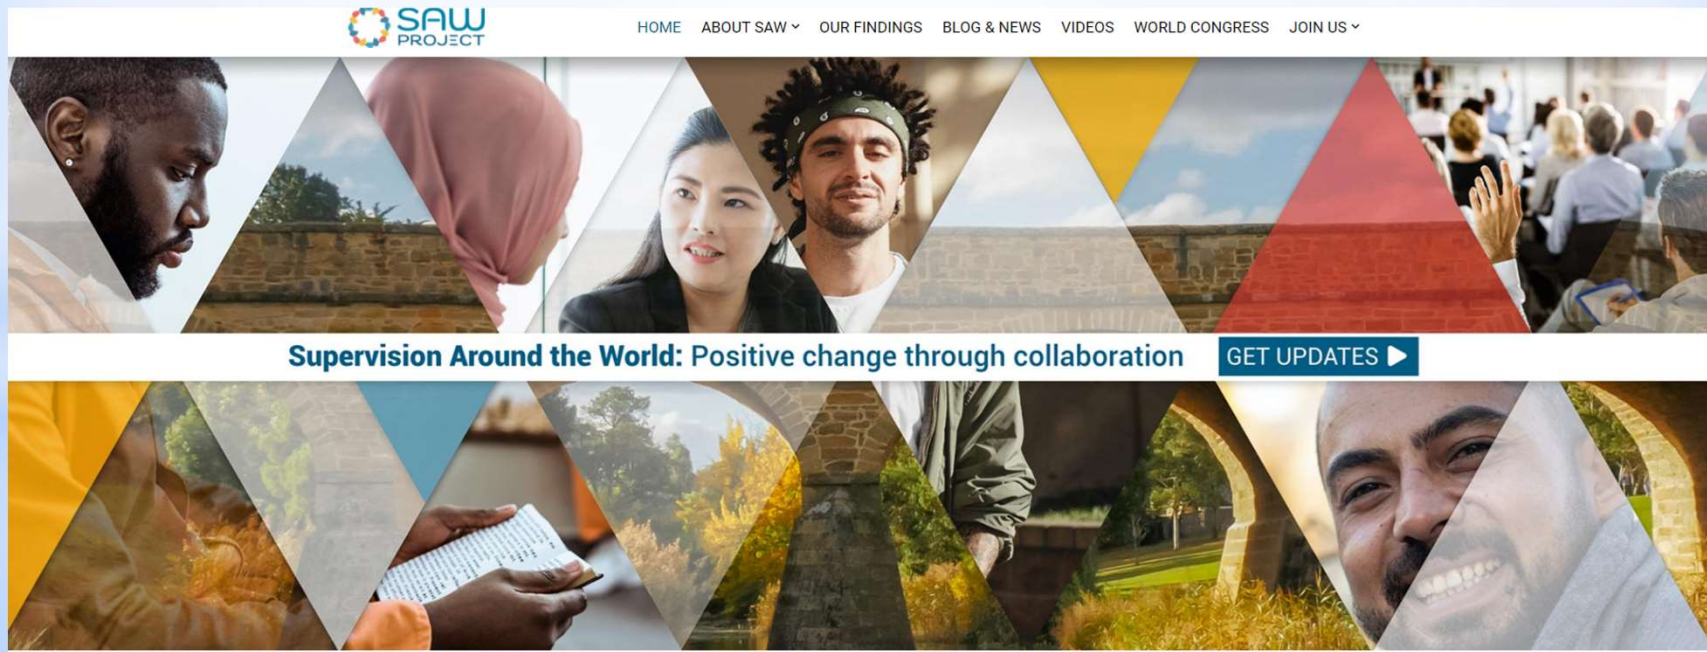 SAW
PROJECT
HOME ABOUT SAW OUR FINDINGS BLOG & NEWS VIDEOS WORLD CONGRESS JOIN US
Supervision Around the World: Positive change through collaboration GET UPDATES